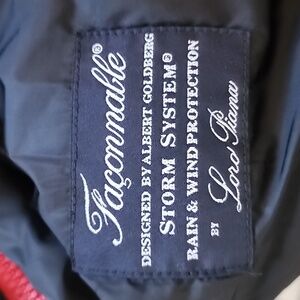 Façonnable®
DESIGNED BY ALBERT GOLDBERG
STORM SYSTEM®
RAIN & WIND PROTECTION
BY
Loro Piana